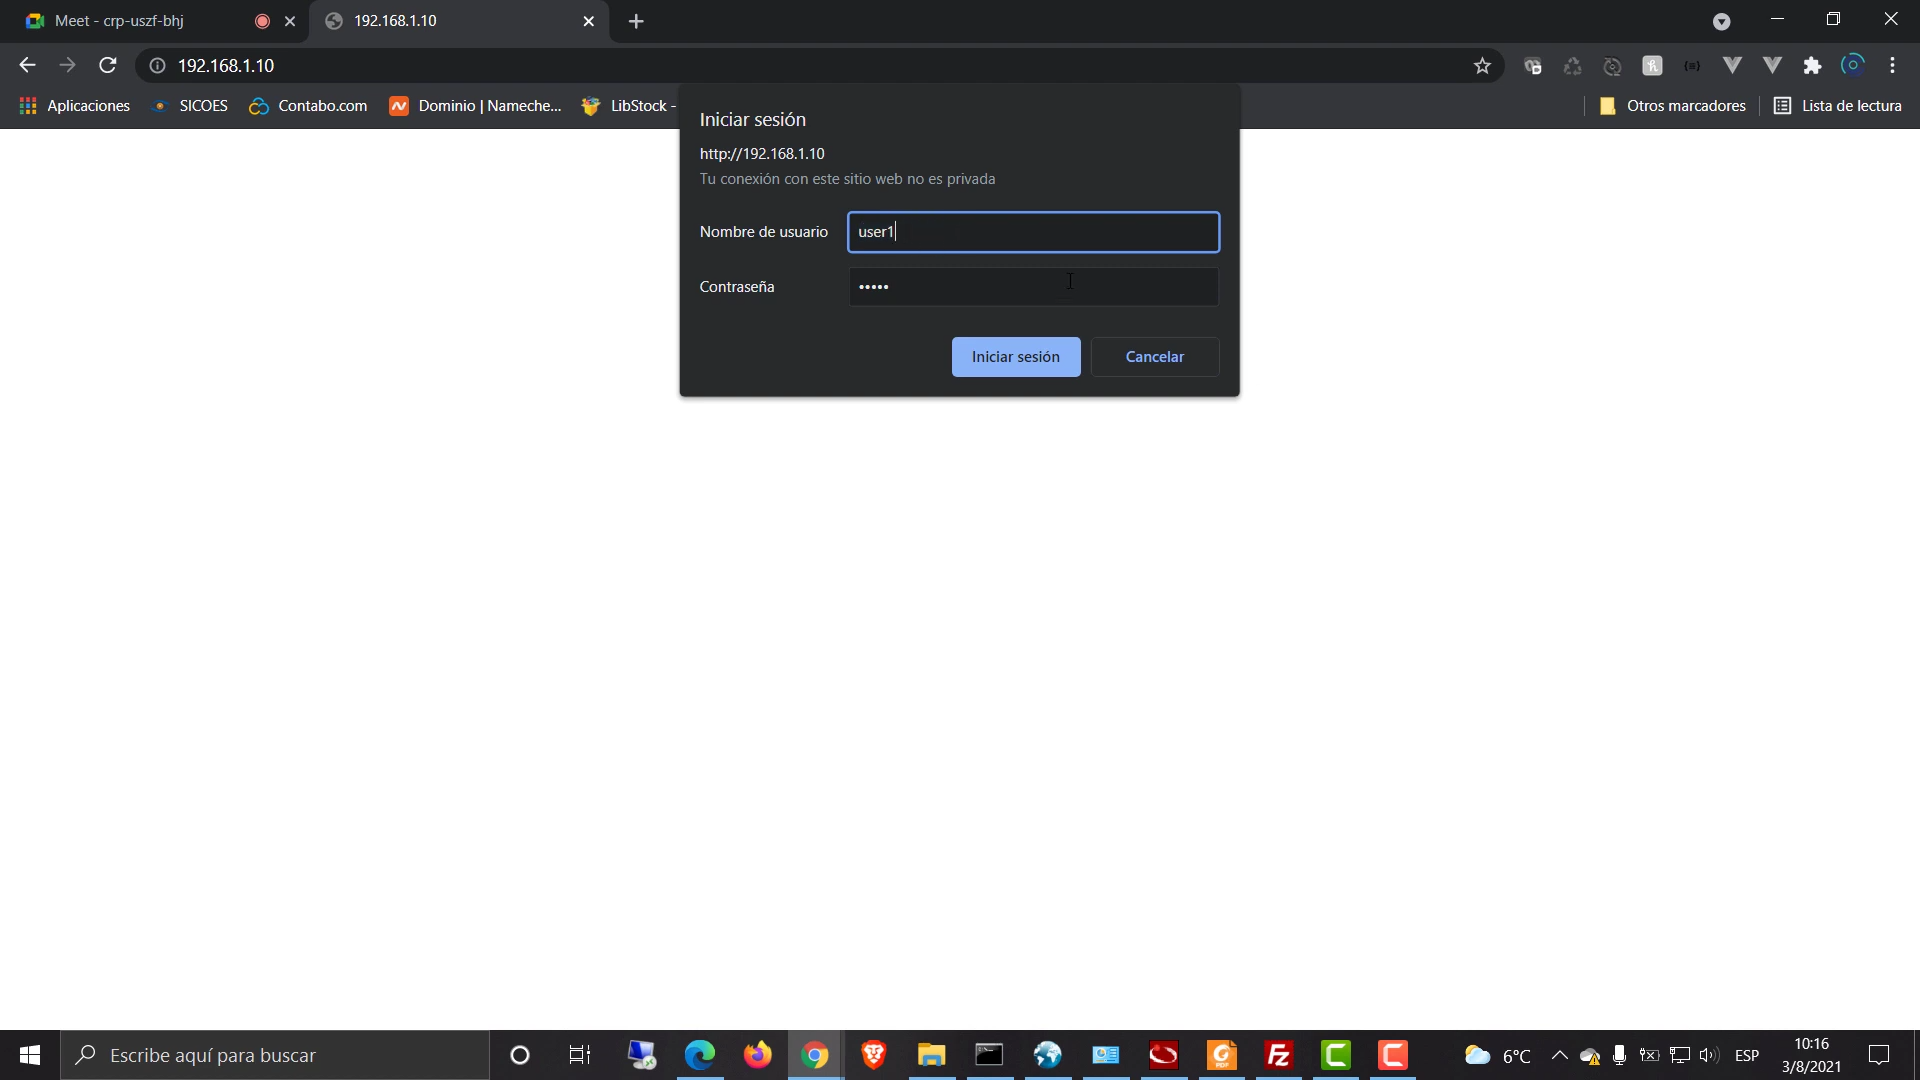 Meet - crp-uszf-bhj
192.168.1.10
192.168.1.10
Aplicaciones
SICOES
Contabo.com
Dominio | Nameche...
LibStock -
Otros marcadores
Lista de lectura
Iniciar sesión
http://192.168.1.10
Tu conexión con este sitio web no es privada
Nombre de usuario
user1
Contraseña
•••••
Iniciar sesión
Cancelar
Escribe aquí para buscar
6°C
ESP
10:16
3/8/2021